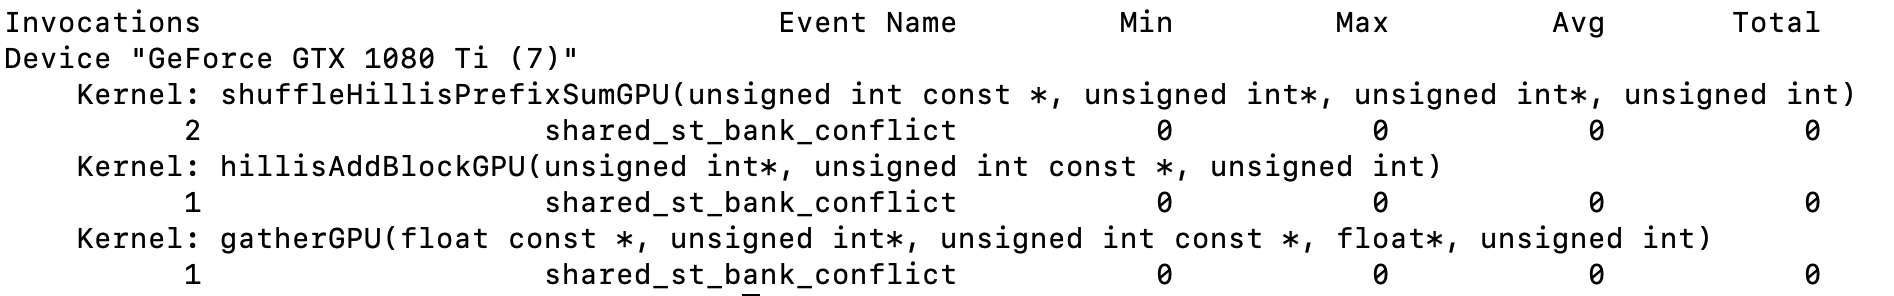 Invocations Event Name Min Max Avg Total
Device "GeForce GTX 1080 Ti (7)"
Kernel: shuffleHillisPrefixSumGPU(unsigned int const *, unsigned int*, unsigned int*, unsigned int)
2 shared_st_bank_conflict 0 0 0 0
Kernel: hillisAddBlockGPU(unsigned int*, unsigned int const *, unsigned int)
1 shared_st_bank_conflict 0 0 0 0
Kernel: gatherGPU(float const *, unsigned int*, unsigned int const *, float*, unsigned int)
1 shared_st_bank_conflict 0 0 0 0